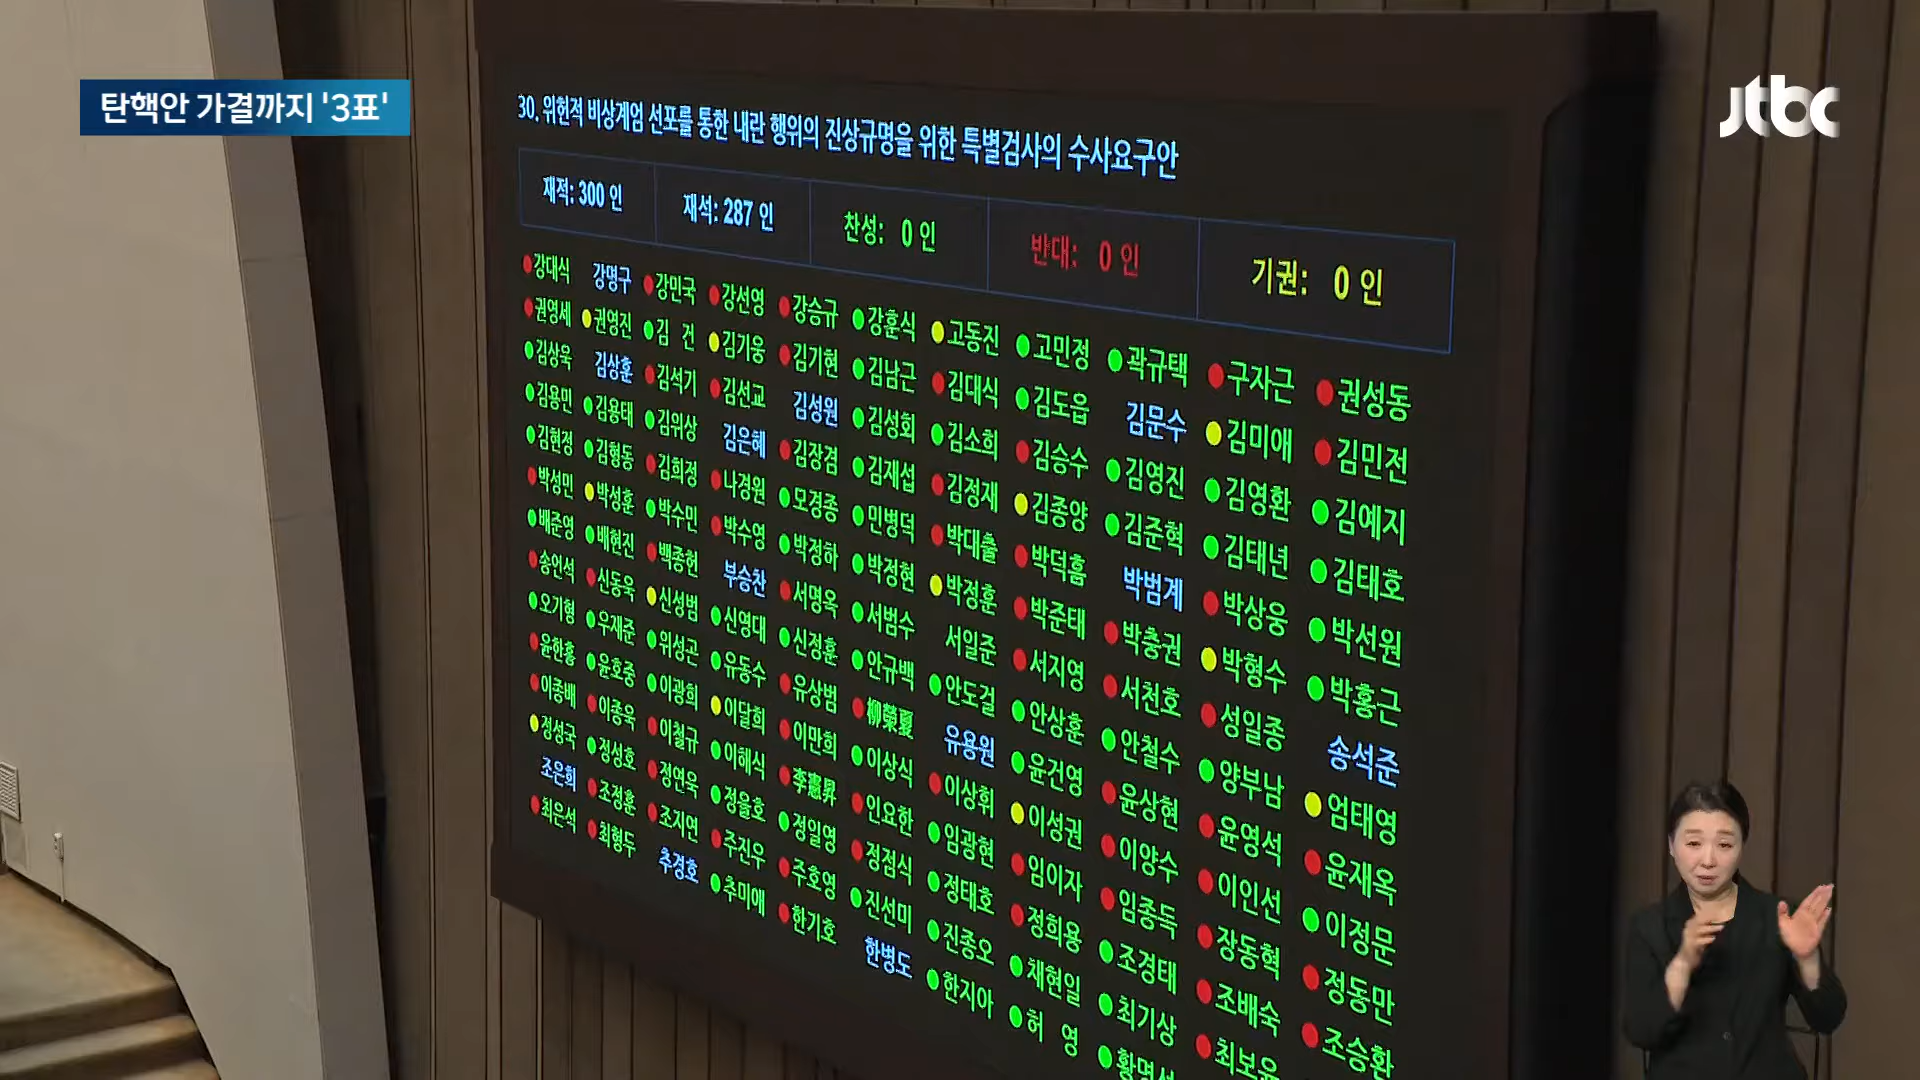 탄핵안 가결까지 '3표'
jtbc
30. 위헌적 비상계엄 선포를 통한 내란 행위의 진상규명을 위한 특별검사의 수사요구안
재적: 300 인 재석: 287 인 찬성: 0 인 반대: 0 인 기권: 0 인
강대식 강명구 강민국 강선영 강승규 강훈식 고동진 고민정 곽규택 구자근 권성동
권영세 권영진 김 건 김기웅 김기현 김남근 김대식 김도읍 김문수 김미애 김민전
김상욱 김상훈 김석기 김선교 김성원 김성회 김소희 김승수 김영진 김영환 김예지
김용민 김용태 김위상 김은혜 김장겸 김재섭 김정재 김종양 김준혁 김태년 김태호
김현정 김형동 김희정 나경원 모경종 민병덕 박대출 박덕흠 박범계 박상웅 박선원
박성민 박성훈 박수민 박수영 박정하 박정현 박정훈 박준태 박충권 박형수 박홍근
배준영 배현진 백종헌 부승찬 서명옥 서범수 서일준 서지영 서천호 성일종 송석준
송언석 신동욱 신성범 신영대 신정훈 안규백 안도걸 안상훈 안철수 양부남 엄태영
오기형 우재준 위성곤 유동수 유상범 柳榮夏 유용원 윤건영 윤상현 윤영석 윤재옥
윤한홍 윤호중 이광희 이달희 이만희 이상식 이상휘 이성권 이양수 이인선 이정문
이종배 이종욱 이철규 이해식 李憲昇 인요한 임광현 임이자 임종득 장동혁 정동만
정성국 정성호 정연욱 정을호 정일영 정점식 정태호 정희용 조경태 조배숙 조승환
조은희 조정훈 조지연 주진우 주호영 진선미 진종오 채현일 최기상 최보윤
최은석 최형두 추경호 추미애 한기호 한병도 한지아 허 영